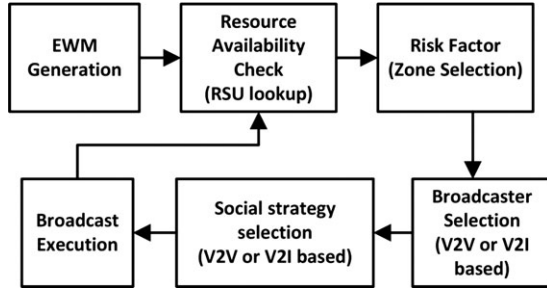 EWM
Generation
Resource
Availability
Check
(RSU lookup)
Risk Factor
(Zone Selection)
Broadcast
Execution
Social strategy
selection
(V2V or V2I based)
Broadcaster
Selection
(V2V or V2I
based)